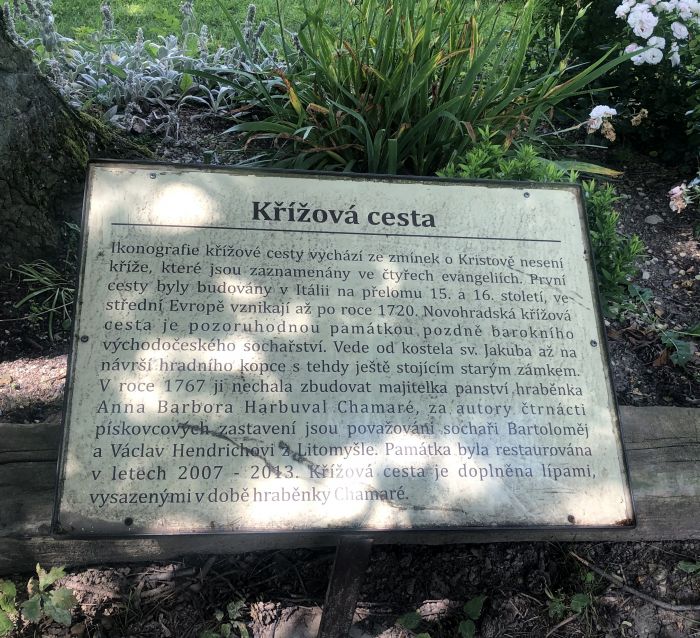 Křížová cesta
Ikonografie křížové cesty vychází ze zmínek o Kristově nesení
kříže, které jsou zaznamenány ve čtyřech evangeliích. První
cesty byly budovány v Itálii na přelomu 15. a 16. století, ve
střední Evropě vznikají až po roce 1720. Novohradská křížová
cesta je pozoruhodnou památkou pozdně barokního
východočeského sochařství. Vede od kostela sv. Jakuba až na
návrší hradního kopce s tehdy ještě stojícím starým zámkem.
V roce 1767 ji nechala zbudovat majitelka panství hraběnka
Anna Barbora Harbuval Chamaré, za autory čtrnácti
pískovcových zastavení jsou považováni sochaři Bartoloměj
a Václav Hendrichovi z Litomyšle. Památka byla restaurována
v letech 2007 - 2013. Křížová cesta je doplněna lípami,
vysazenými v době hraběnky Chamaré.